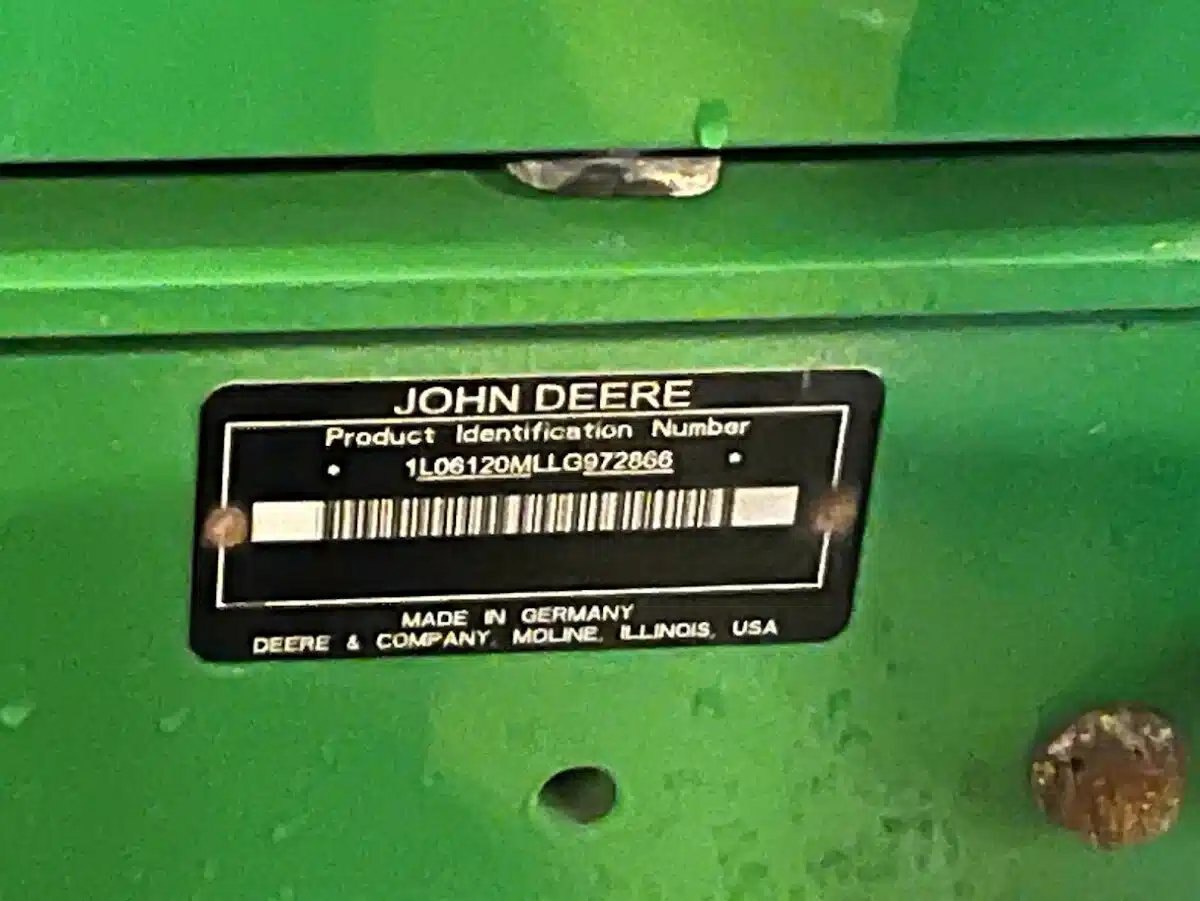 JOHN DEERE
Product Identification Number
• 1L06120MLLG972866 •
MADE IN GERMANY
DEERE & COMPANY, MOLINE, ILLINOIS, USA